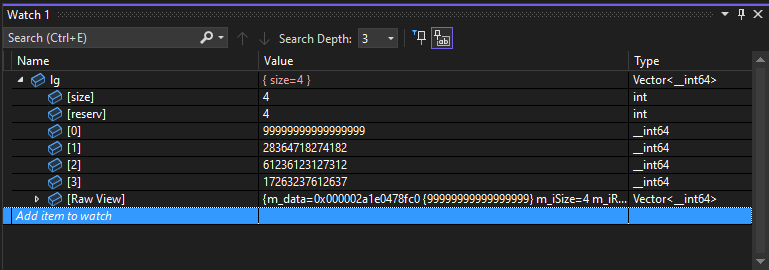 Watch 1
Search (Ctrl+E) Search Depth: 3
Name Value Type
lg { size=4 } Vector<__int64>
[size] 4 int
[reserv] 4 int
[0] 99999999999999999 __int64
[1] 28364718274182 __int64
[2] 61236123127312 __int64
[3] 17263237612637 __int64
[Raw View] {m_data=0x000002a1e0478fc0 {99999999999999999} m_iSize=4 m_iR... Vector<__int64>
Add item to watch